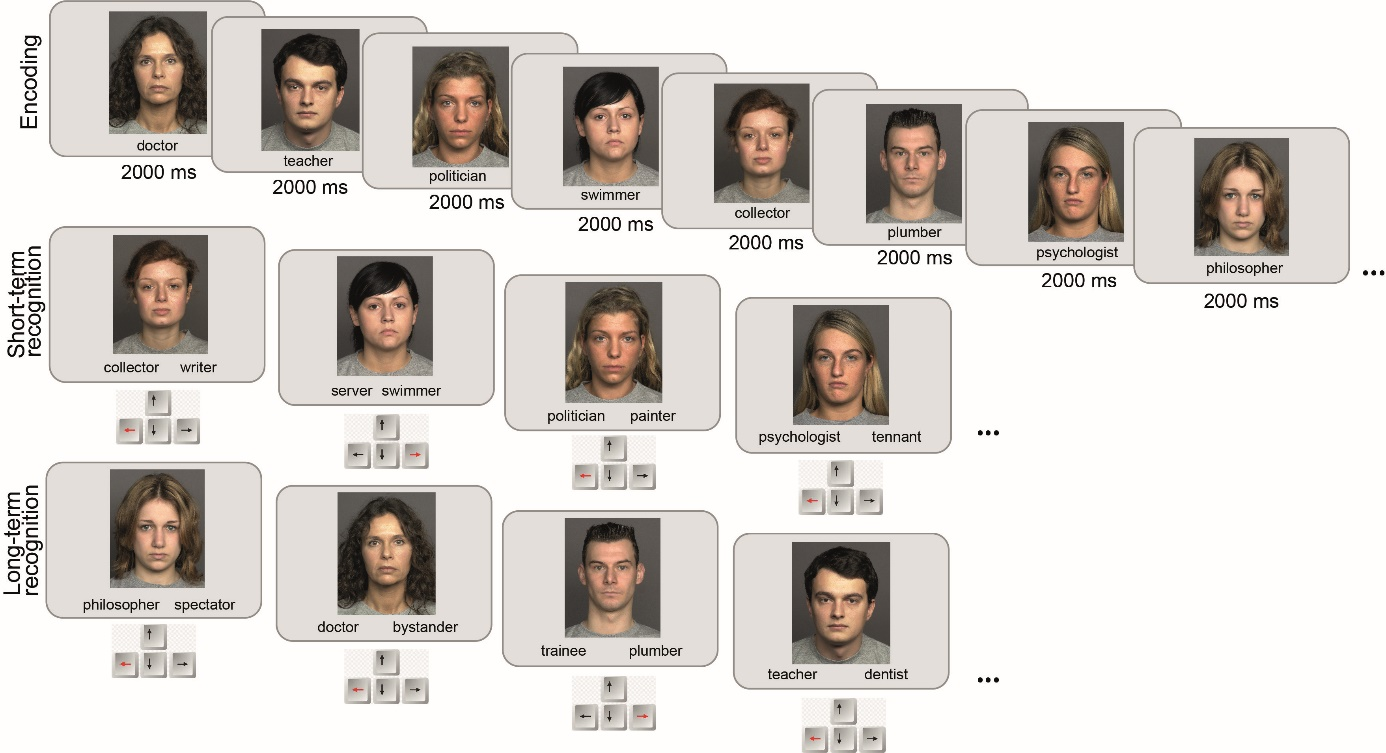 Encoding
doctor
2000 ms
teacher
2000 ms
politician
2000 ms
swimmer
2000 ms
collector
2000 ms
plumber
2000 ms
psychologist
2000 ms
philosopher
2000 ms
...
Short-term
recognition
collector writer
server swimmer
politician painter
psychologist tennant
...
Long-term
recognition
philosopher spectator
doctor bystander
trainee plumber
teacher dentist
...